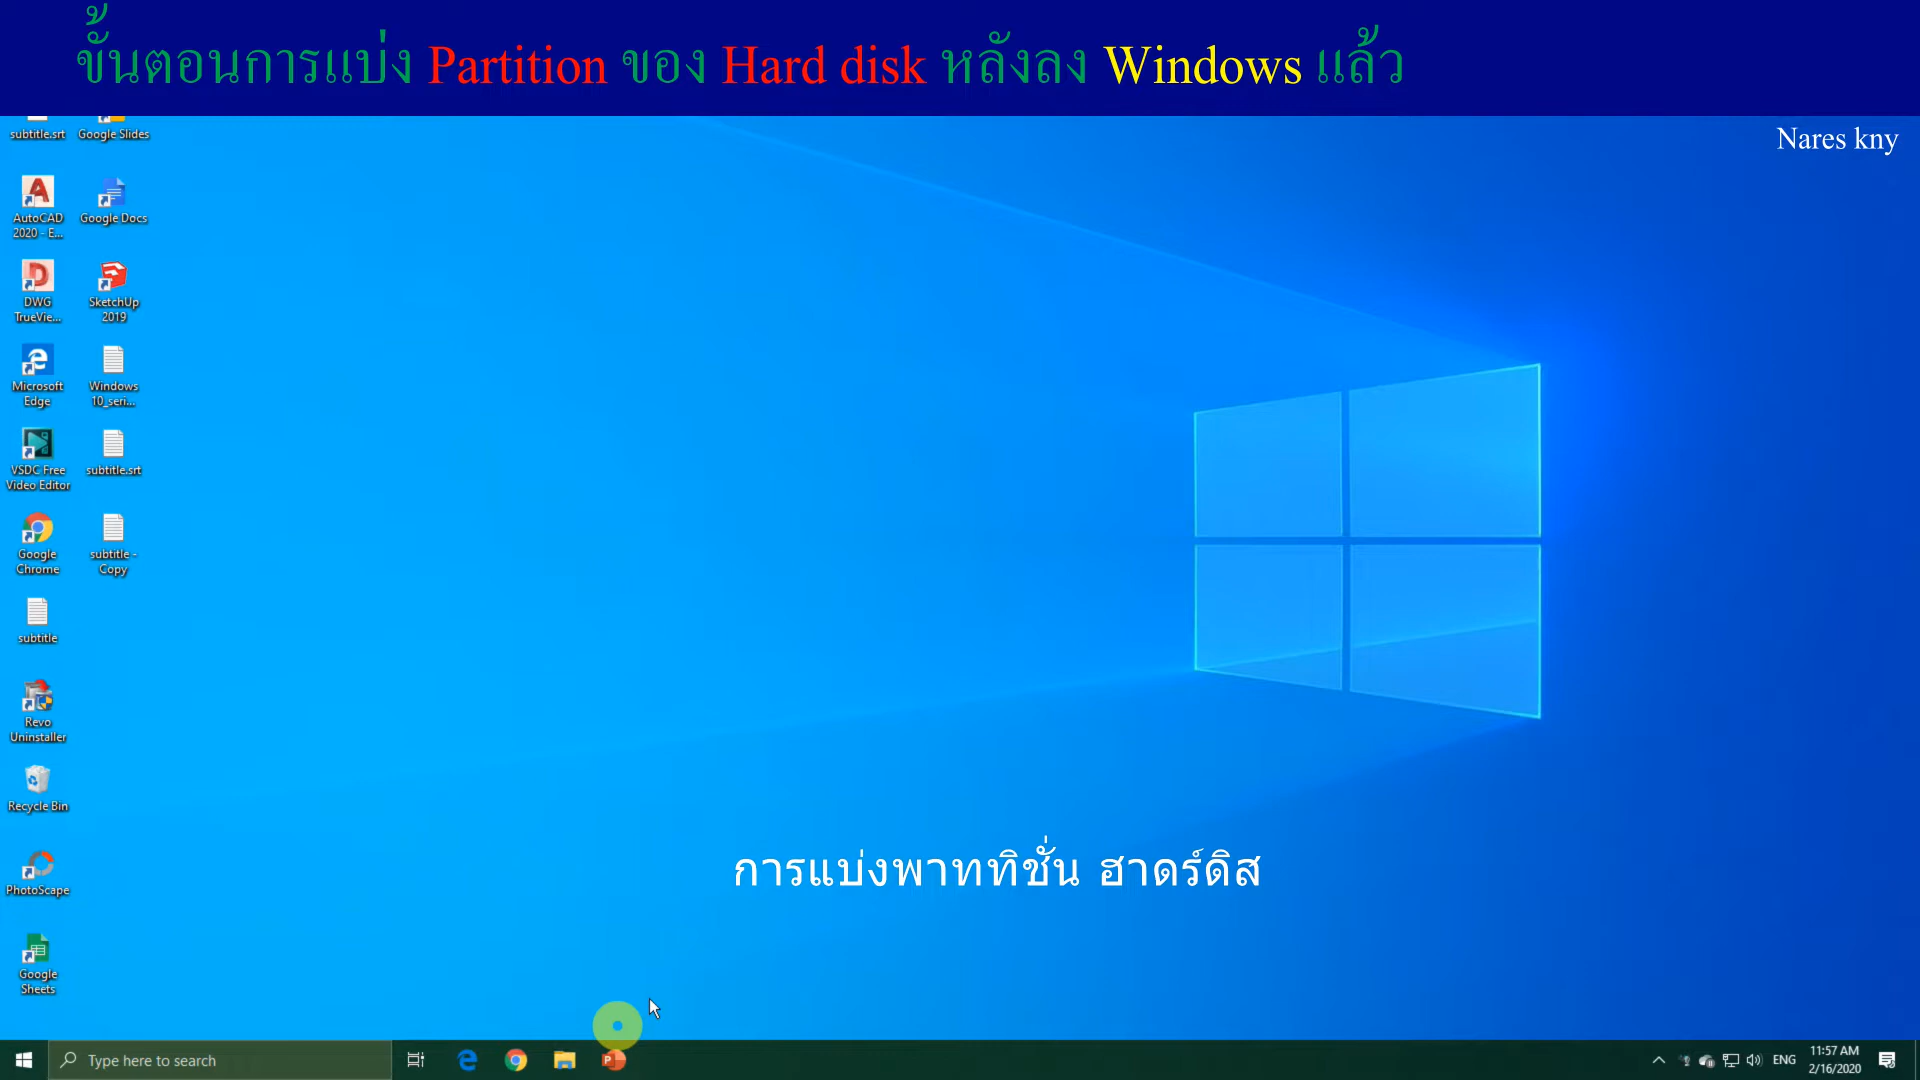 ขั้นตอนการแบ่ง Partition ของ Hard disk หลังลง Windows แล้ว
Nares kny
subtitle.srt
Google Slides
AutoCAD
2020 - E...
Google Docs
DWG
TrueVie...
SketchUp
2019
Microsoft
Edge
Windows
10_seri...
VSDC Free
Video Editor
subtitle.srt
Google
Chrome
subtitle -
Copy
subtitle
Revo
Uninstaller
Recycle Bin
PhotoScape
Google
Sheets
การแบ่งพาททิชั่น ฮาดร์ดิส
Type here to search
ENG
11:57 AM
2/16/2020